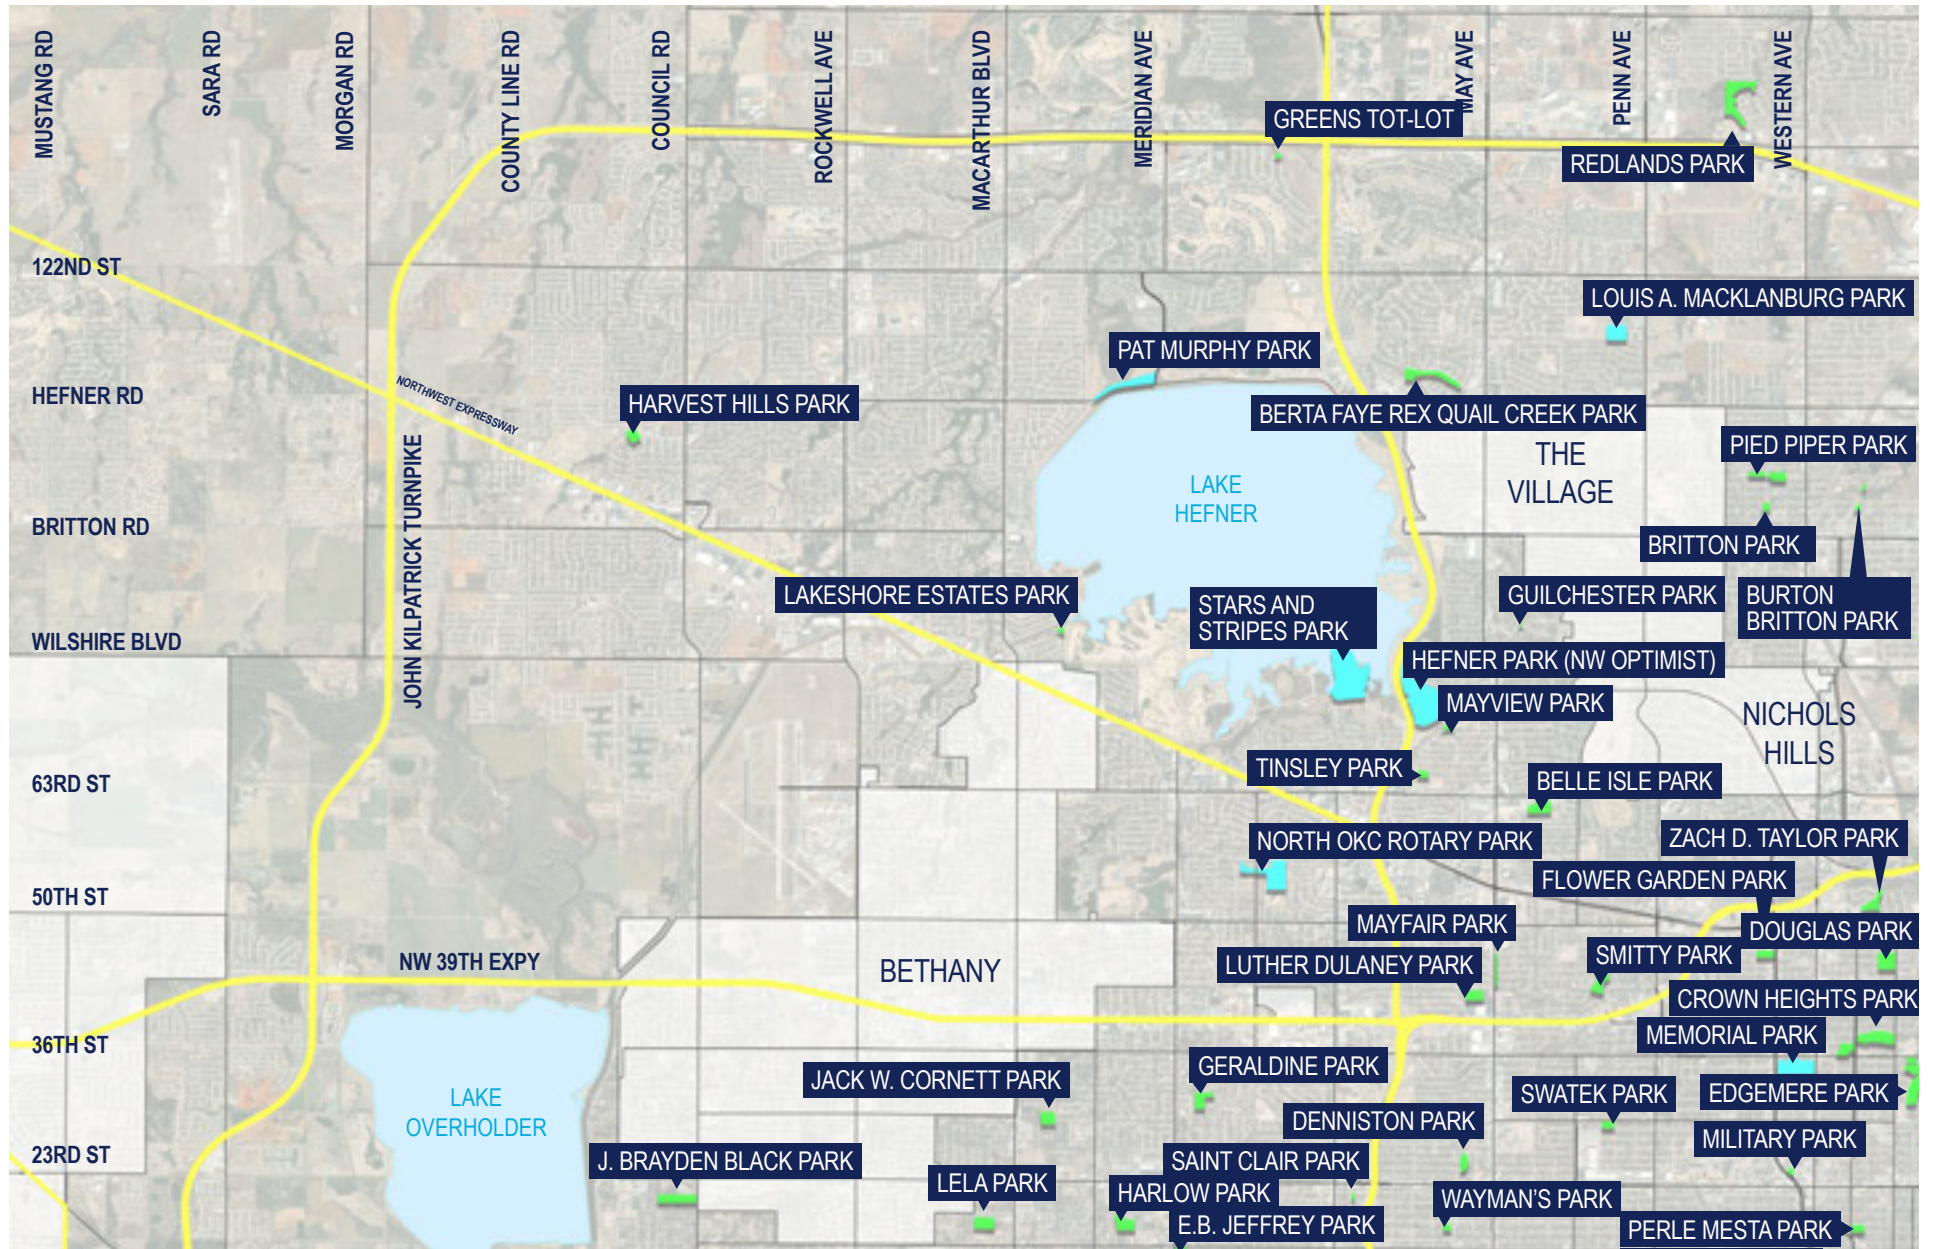 MUSTANG RD
SARA RD
MORGAN RD
COUNTY LINE RD
COUNCIL RD
ROCKWELL AVE
MACARTHUR BLVD
MERIDIAN AVE
MAY AVE
PENN AVE
WESTERN AVE
GREENS TOT-LOT
REDLANDS PARK
122ND ST
LOUIS A. MACKLANBURG PARK
PAT MURPHY PARK
NORTHWEST EXPRESSWAY
HEFNER RD
HARVEST HILLS PARK
BERTA FAYE REX QUAIL CREEK PARK
THE
VILLAGE
PIED PIPER PARK
LAKE
HEFNER
BRITTON RD
JOHN KILPATRICK TURNPIKE
BRITTON PARK
LAKESHORE ESTATES PARK
STARS AND
STRIPES PARK
GUILCHESTER PARK
BURTON
BRITTON PARK
WILSHIRE BLVD
HEFNER PARK (NW OPTIMIST)
MAYVIEW PARK
NICHOLS
HILLS
TINSLEY PARK
63RD ST
BELLE ISLE PARK
NORTH OKC ROTARY PARK
ZACH D. TAYLOR PARK
FLOWER GARDEN PARK
50TH ST
MAYFAIR PARK
DOUGLAS PARK
NW 39TH EXPY
BETHANY
LUTHER DULANEY PARK
SMITTY PARK
CROWN HEIGHTS PARK
36TH ST
MEMORIAL PARK
JACK W. CORNETT PARK
GERALDINE PARK
SWATEK PARK
EDGEMERE PARK
LAKE
OVERHOLDER
DENNISTON PARK
MILITARY PARK
23RD ST
J. BRAYDEN BLACK PARK
SAINT CLAIR PARK
LELA PARK
HARLOW PARK
WAYMAN'S PARK
E.B. JEFFREY PARK
PERLE MESTA PARK